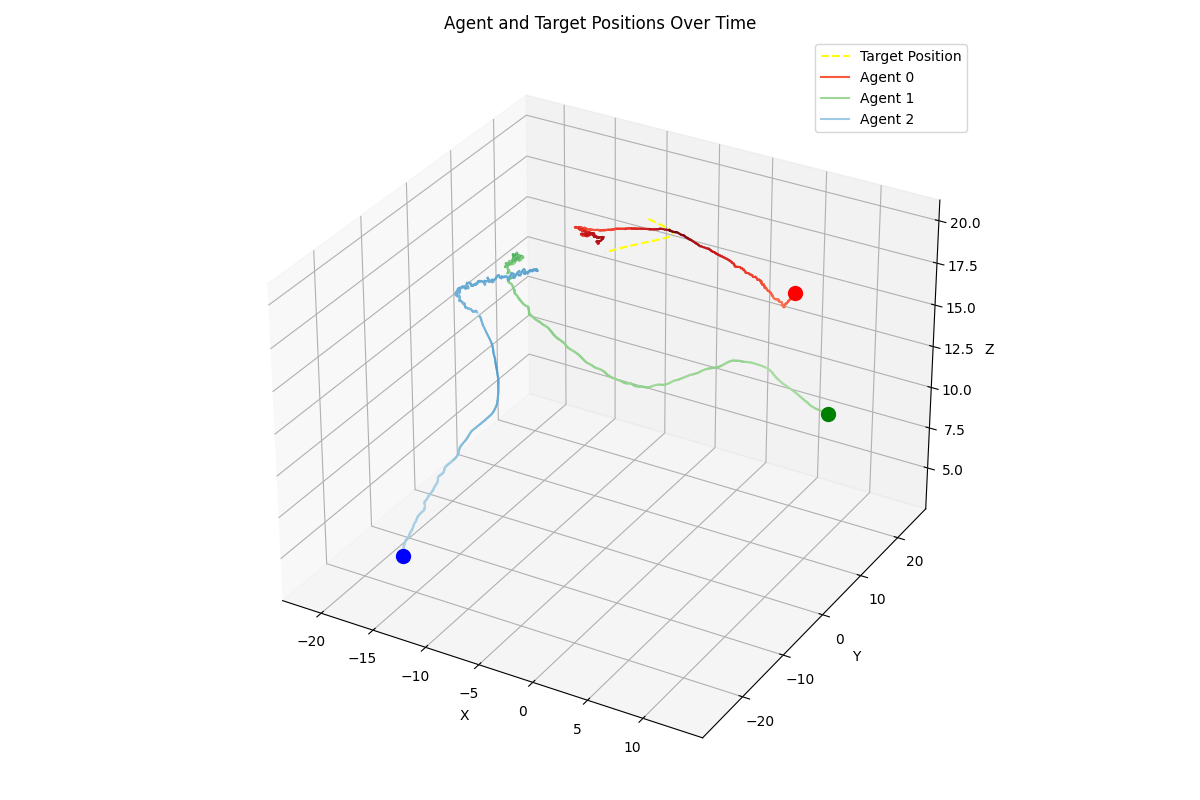 Agent and Target Positions Over Time
Target Position
Agent 0
Agent 1
Agent 2
20.0
17.5
15.0
12.5
10.0
7.5
5.0
Z
20
10
0
−10
−20
Y
−20
−15
−10
−5
0
5
10
X